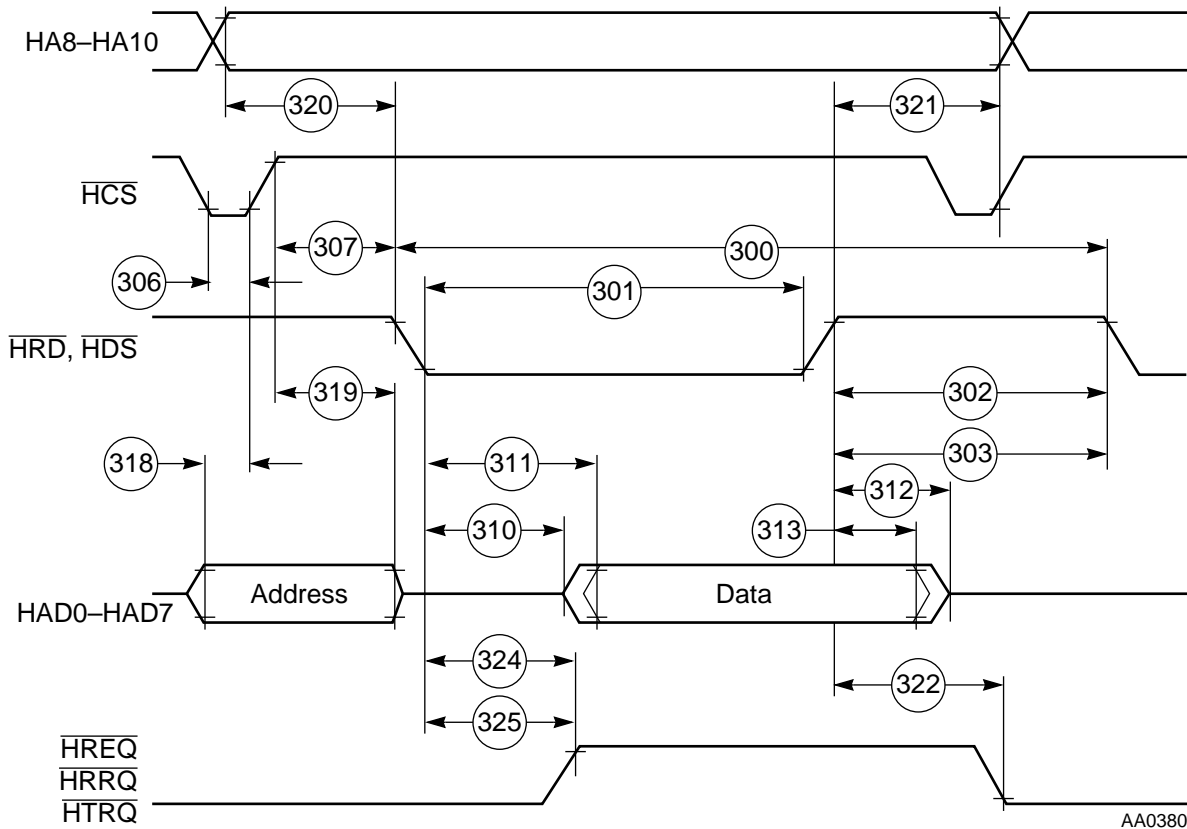 HA8–HA10
320
321
HCS
307
300
306
301
HRD, HDS
319
302
318
311
303
312
310
313
Address
Data
HAD0–HAD7
324
322
325
HREQ
HRRQ
HTRQ
AA0380